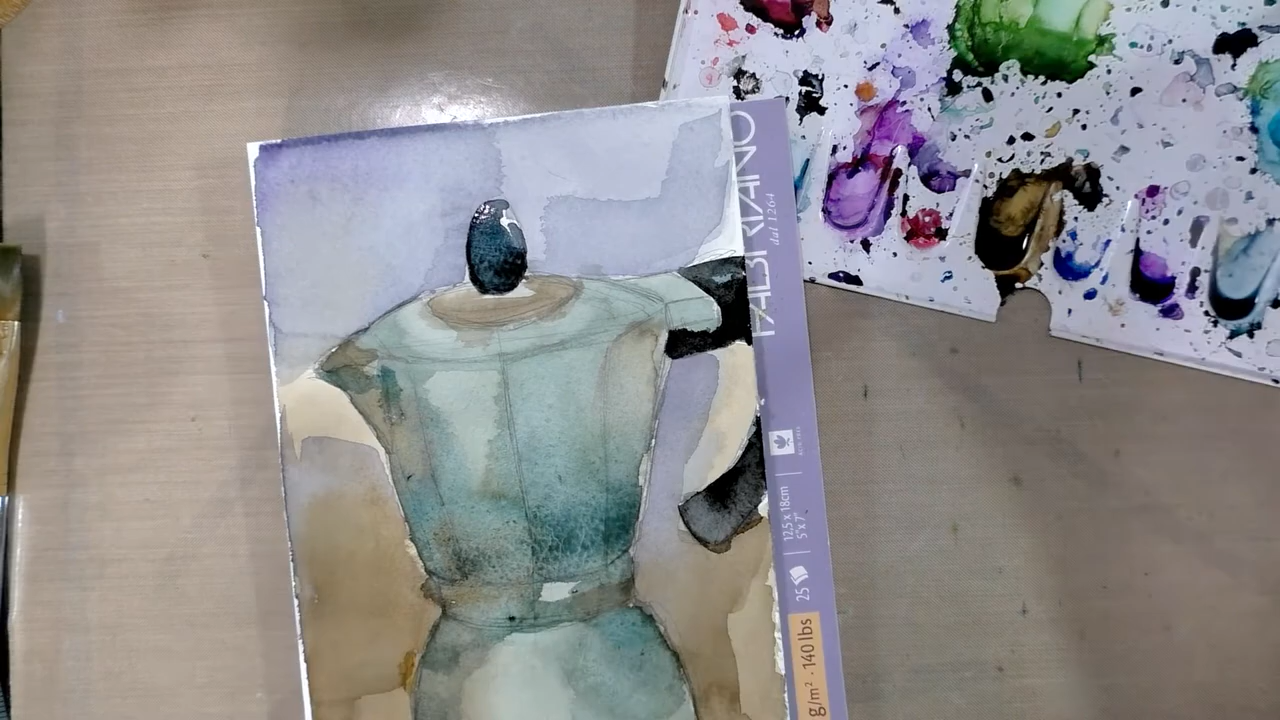 FABRIANO
dal 1264
12,5 x 18cm
5"x 7"
25
g/m² · 140 lbs